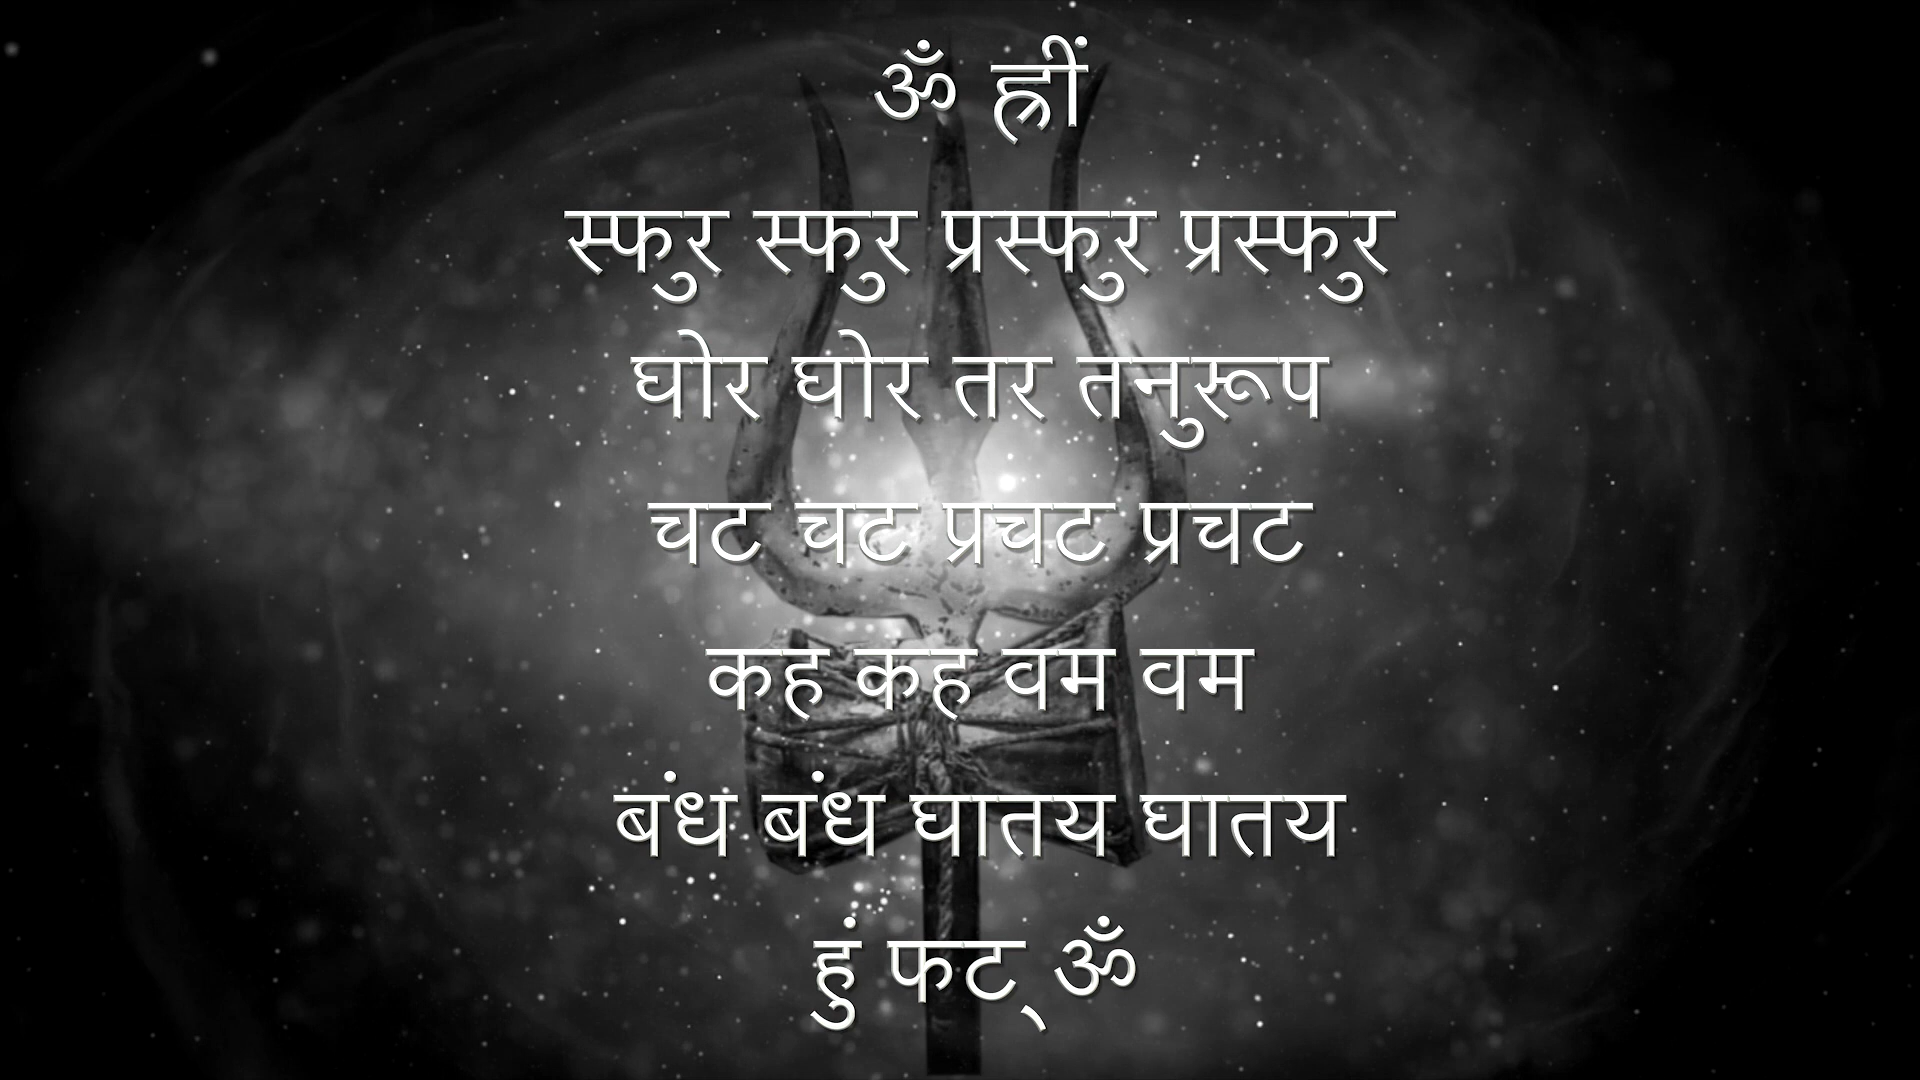 ॐ ह्रीं
स्फुर स्फुर प्रस्फुर प्रस्फुर
घोर घोर तर तनुरूप
चट चट प्रचट प्रचट
कह कह वम वम
बंध बंध घातय घातय
हुं फट् ॐ